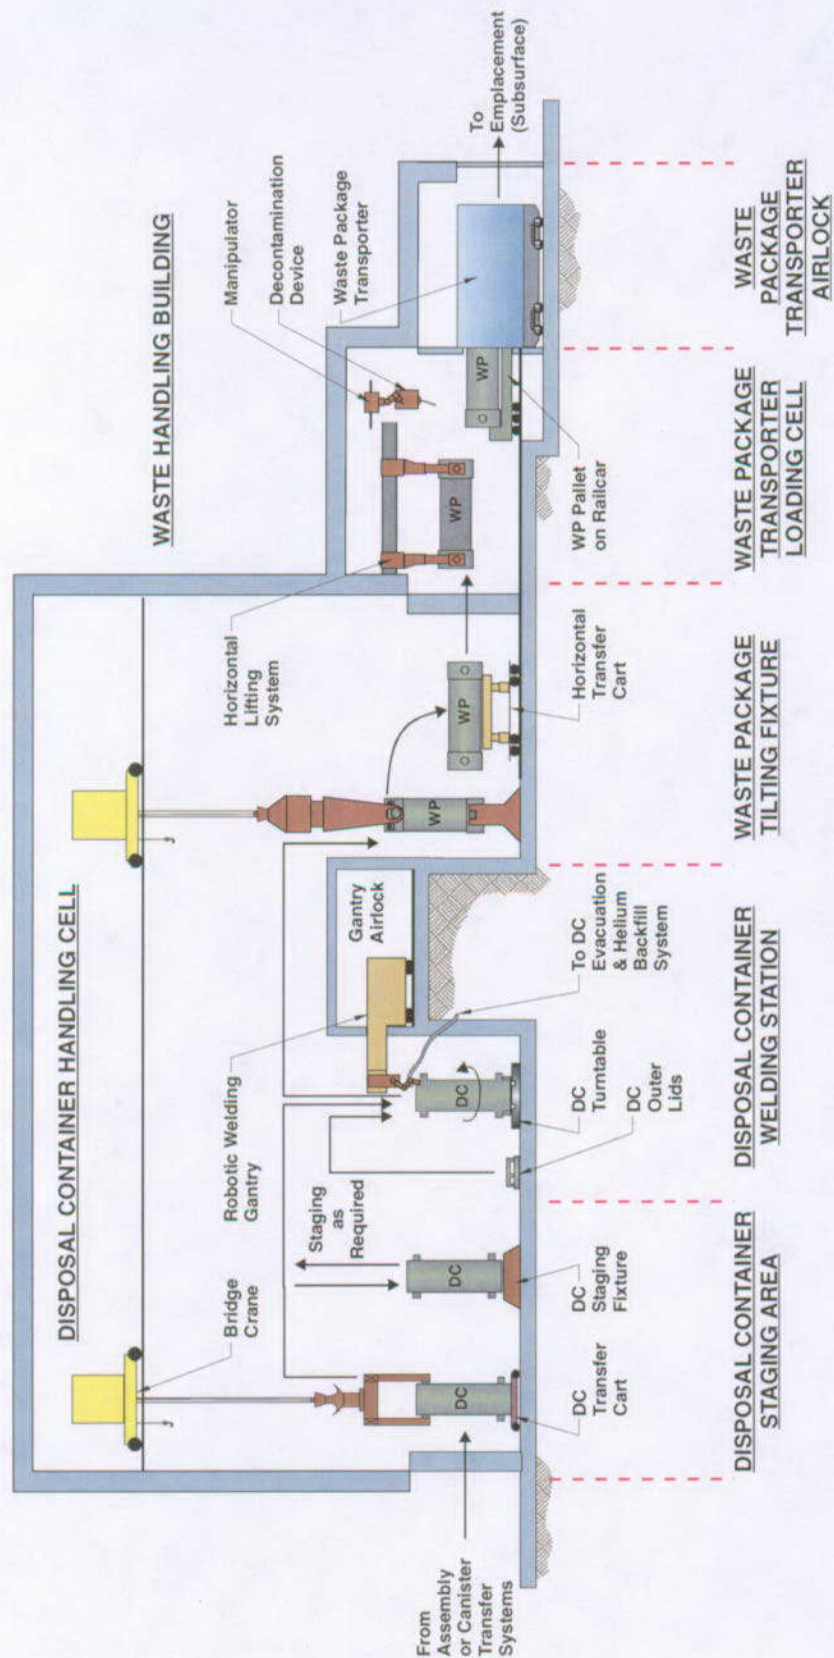 WASTE HANDLING BUILDING
DISPOSAL CONTAINER HANDLING CELL
Bridge
Crane
Robotic Welding
Gantry
Gantry
Airlock
Horizontal
Lifting
System
Manipulator
Decontamination
Device
Waste Package
Transporter
Staging
as
Required
From
Assembly
or Canister
Transfer
Systems
DC
DC
DC
WP
WP
WP
WP
To
Emplacement
(Subsurface)
DC
Transfer
Cart
DC
Staging
Fixture
DC
Turntable
DC
Outer
Lids
To DC
Evacuation
& Helium
Backfill
System
Horizontal
Transfer
Cart
WP Pallet
on Railcar
DISPOSAL CONTAINER
STAGING AREA
DISPOSAL CONTAINER
WELDING STATION
WASTE PACKAGE
TILTING FIXTURE
WASTE PACKAGE
TRANSPORTER
LOADING CELL
WASTE
PACKAGE
TRANSPORTER
AIRLOCK